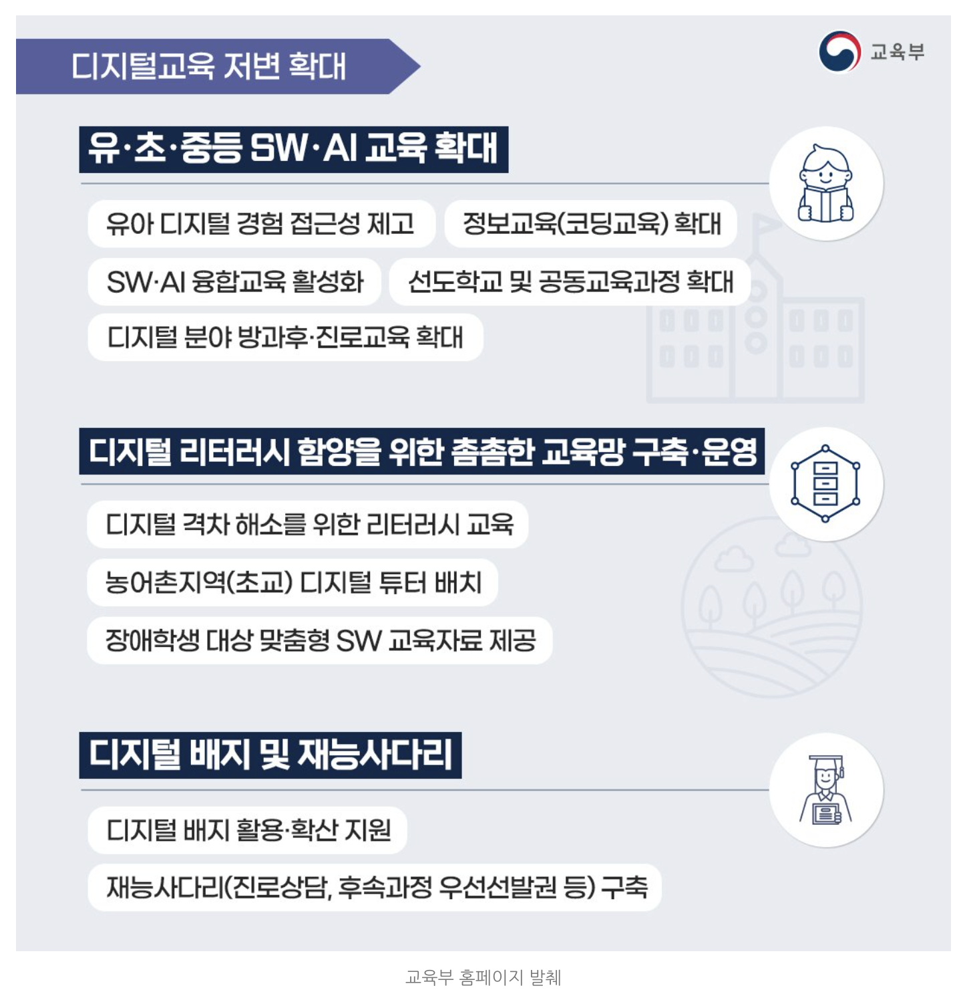 디지털교육 저변 확대
교육부
유·초·중등 SW·AI 교육 확대
유아 디지털 경험 접근성 제고
정보교육(코딩교육) 확대
SW·AI 융합교육 활성화
선도학교 및 공동교육과정 확대
디지털 분야 방과후·진로교육 확대
디지털 리터러시 함양을 위한 촘촘한 교육망 구축·운영
디지털 격차 해소를 위한 리터러시 교육
농어촌지역(초교) 디지털 튜터 배치
장애학생 대상 맞춤형 SW 교육자료 제공
디지털 배지 및 재능사다리
디지털 배지 활용·확산 지원
재능사다리(진로상담, 후속과정 우선선발권 등) 구축
교육부 홈페이지 발췌